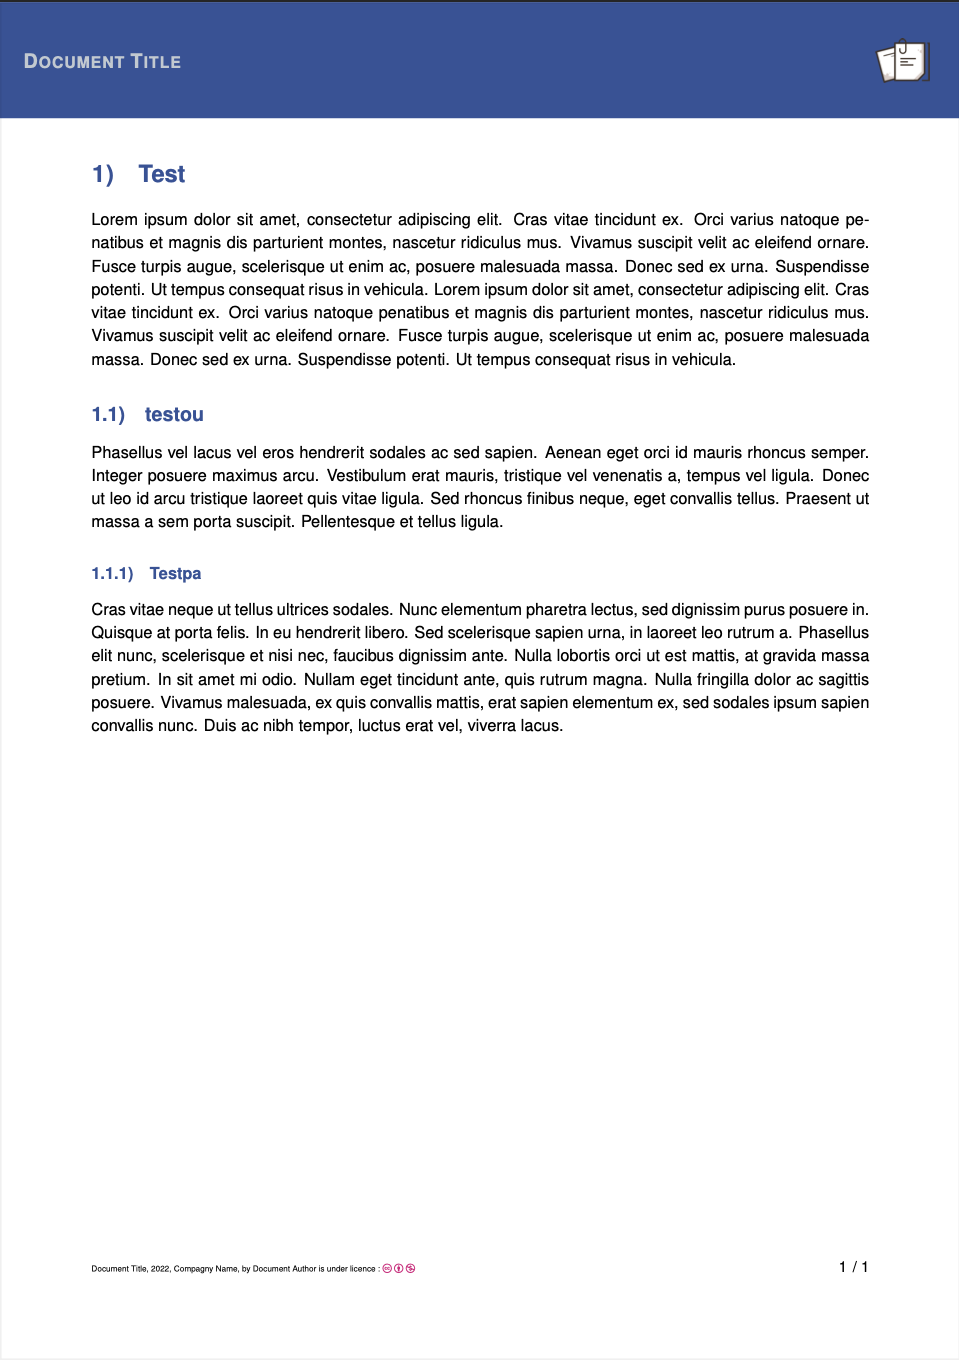 DOCUMENT TITLE
1) Test
Lorem ipsum dolor sit amet, consectetur adipiscing elit. Cras vitae tincidunt ex. Orci varius natoque pe-
natibus et magnis dis parturient montes, nascetur ridiculus mus. Vivamus suscipit velit ac eleifend ornare.
Fusce turpis augue, scelerisque ut enim ac, posuere malesuada massa. Donec sed ex urna. Suspendisse
potenti. Ut tempus consequat risus in vehicula. Lorem ipsum dolor sit amet, consectetur adipiscing elit. Cras
vitae tincidunt ex. Orci varius natoque penatibus et magnis dis parturient montes, nascetur ridiculus mus.
Vivamus suscipit velit ac eleifend ornare. Fusce turpis augue, scelerisque ut enim ac, posuere malesuada
massa. Donec sed ex urna. Suspendisse potenti. Ut tempus consequat risus in vehicula.
1.1) testou
Phasellus vel lacus vel eros hendrerit sodales ac sed sapien. Aenean eget orci id mauris rhoncus semper.
Integer posuere maximus arcu. Vestibulum erat mauris, tristique vel venenatis a, tempus vel ligula. Donec
ut leo id arcu tristique laoreet quis vitae ligula. Sed rhoncus finibus neque, eget convallis tellus. Praesent ut
massa a sem porta suscipit. Pellentesque et tellus ligula.
1.1.1) Testpa
Cras vitae neque ut tellus ultrices sodales. Nunc elementum pharetra lectus, sed dignissim purus posuere in.
Quisque at porta felis. In eu hendrerit libero. Sed scelerisque sapien urna, in laoreet leo rutrum a. Phasellus
elit nunc, scelerisque et nisi nec, faucibus dignissim ante. Nulla lobortis orci ut est mattis, at gravida massa
pretium. In sit amet mi odio. Nullam eget tincidunt ante, quis rutrum magna. Nulla fringilla dolor ac sagittis
posuere. Vivamus malesuada, ex quis convallis mattis, erat sapien elementum ex, sed sodales ipsum sapien
convallis nunc. Duis ac nibh tempor, luctus erat vel, viverra lacus.
Document Title, 2022, Compagny Name, by Document Author is under licence :
1 / 1